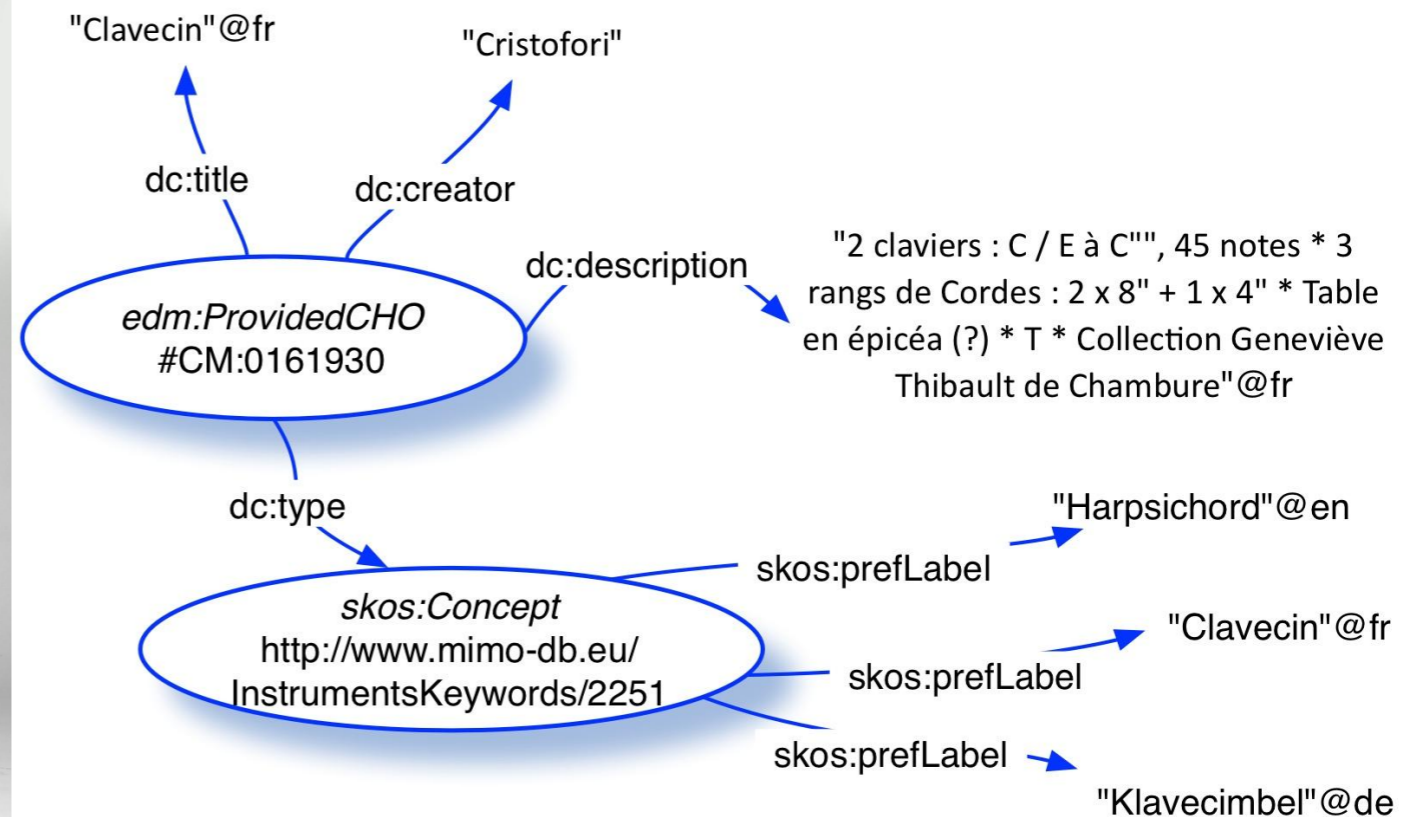 "Clavecin"@fr
"Cristofori"
dc:title
dc:creator
dc:description
"2 claviers : C / E à C"", 45 notes * 3
rangs de Cordes : 2 x 8" + 1 x 4" * Table
en épicéa (?) * T * Collection Geneviève
Thibault de Chambure"@fr
edm:ProvidedCHO
#CM:0161930
dc:type
skos:Concept
http://www.mimo-db.eu/
InstrumentsKeywords/2251
skos:prefLabel
"Harpsichord"@en
skos:prefLabel
"Clavecin"@fr
skos:prefLabel
"Klavecimbel"@de